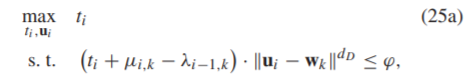 max t_i (25a)
t_i, u_i
s. t. (t_i + μ_{i,k} − λ_{i−1,k}) · ‖u_i − w_k‖^{d_D} ≤ φ,